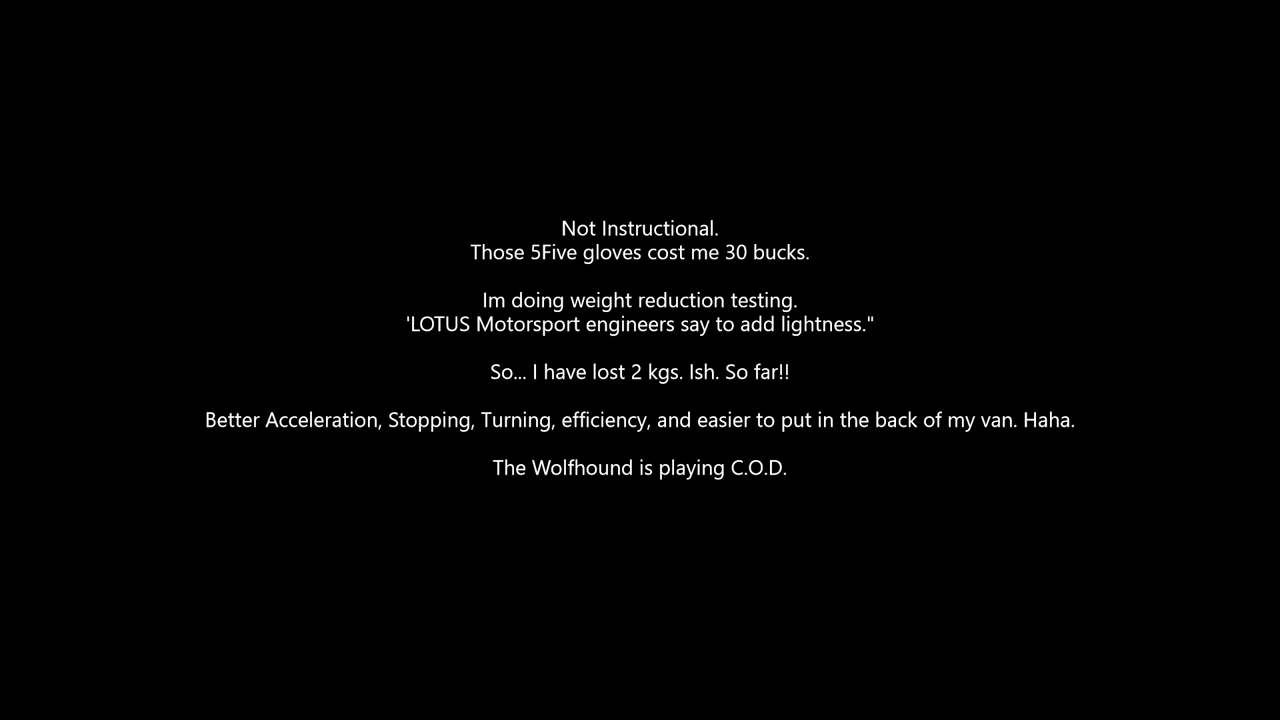 Not Instructional.
Those 5Five gloves cost me 30 bucks.
Im doing weight reduction testing.
'LOTUS Motorsport engineers say to add lightness."
So... I have lost 2 kgs. Ish. So far!!
Better Acceleration, Stopping, Turning, efficiency, and easier to put in the back of my van. Haha.
The Wolfhound is playing C.O.D.